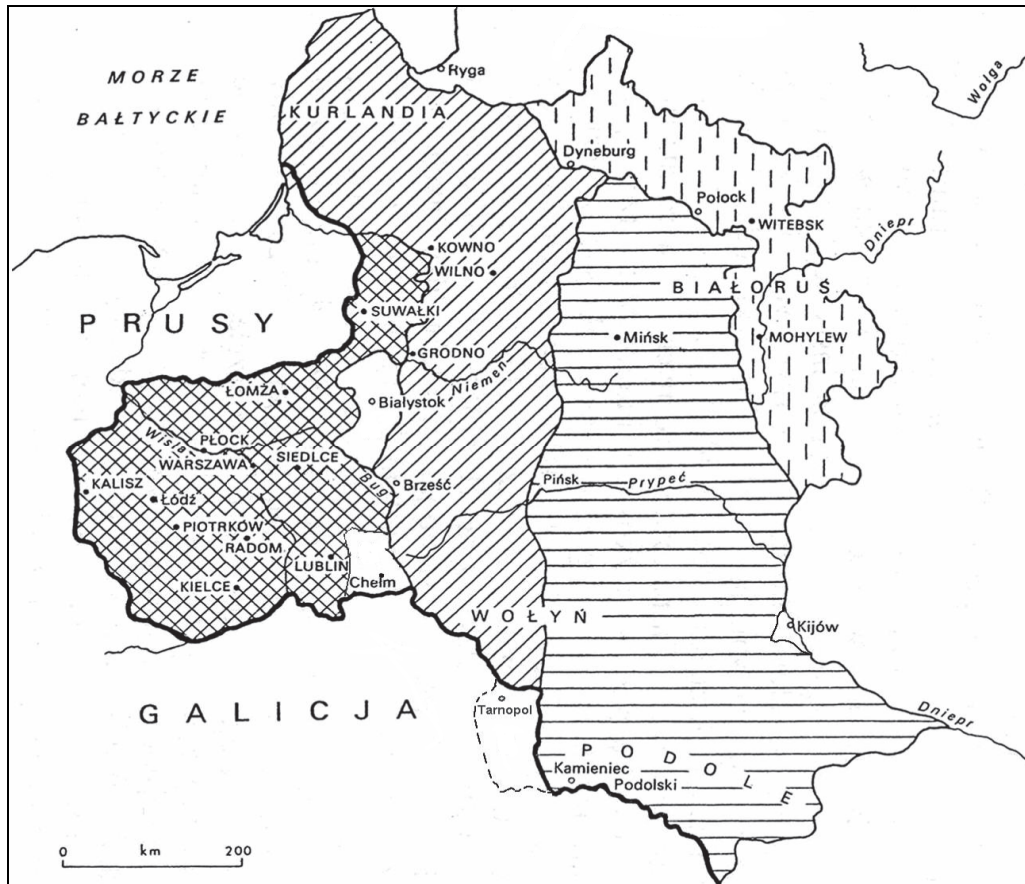 MORZE
BAŁTYCKIE
Ryga
Wołga
KURLANDIA
Dyneburg
Połock
WITEBSK
Dniepr
KOWNO
WILNO
BIAŁORUŚ
PRUSY
SUWAŁKI
Mińsk
MOHYLEW
GRODNO
Niemen
ŁOMŻA
Białystok
Wisła
PŁOCK
WARSZAWA
SIEDLCE
Bug
Brześć
Pińsk
Prypeć
KALISZ
Łódź
PIOTRKÓW
RADOM
LUBLIN
Chełm
KIELCE
WOŁYŃ
Kijów
GALICJA
Tarnopol
Dniepr
PODOLE
Kamieniec
Podolski
0 km 200